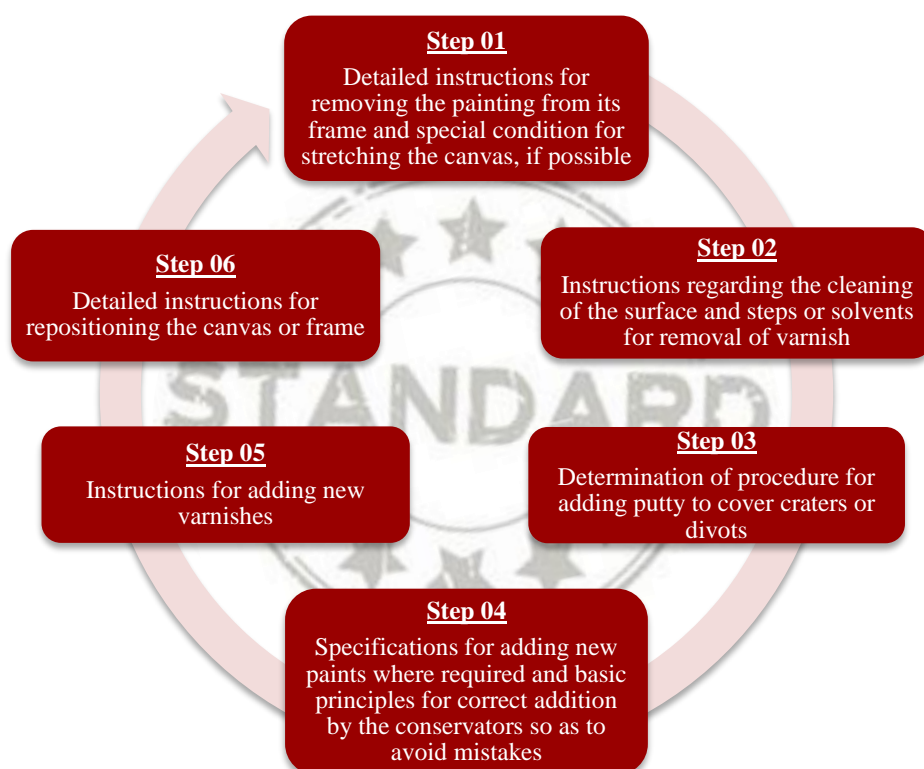 Step 01
Detailed instructions for
removing the painting from its
frame and special condition for
stretching the canvas, if possible
Step 02
Instructions regarding the cleaning
of the surface and steps or solvents
for removal of varnish
Step 03
Determination of procedure for
adding putty to cover craters or
divots
Step 04
Specifications for adding new
paints where required and basic
principles for correct addition
by the conservators so as to
avoid mistakes
Step 05
Instructions for adding new
varnishes
Step 06
Detailed instructions for
repositioning the canvas or frame
STANDARD